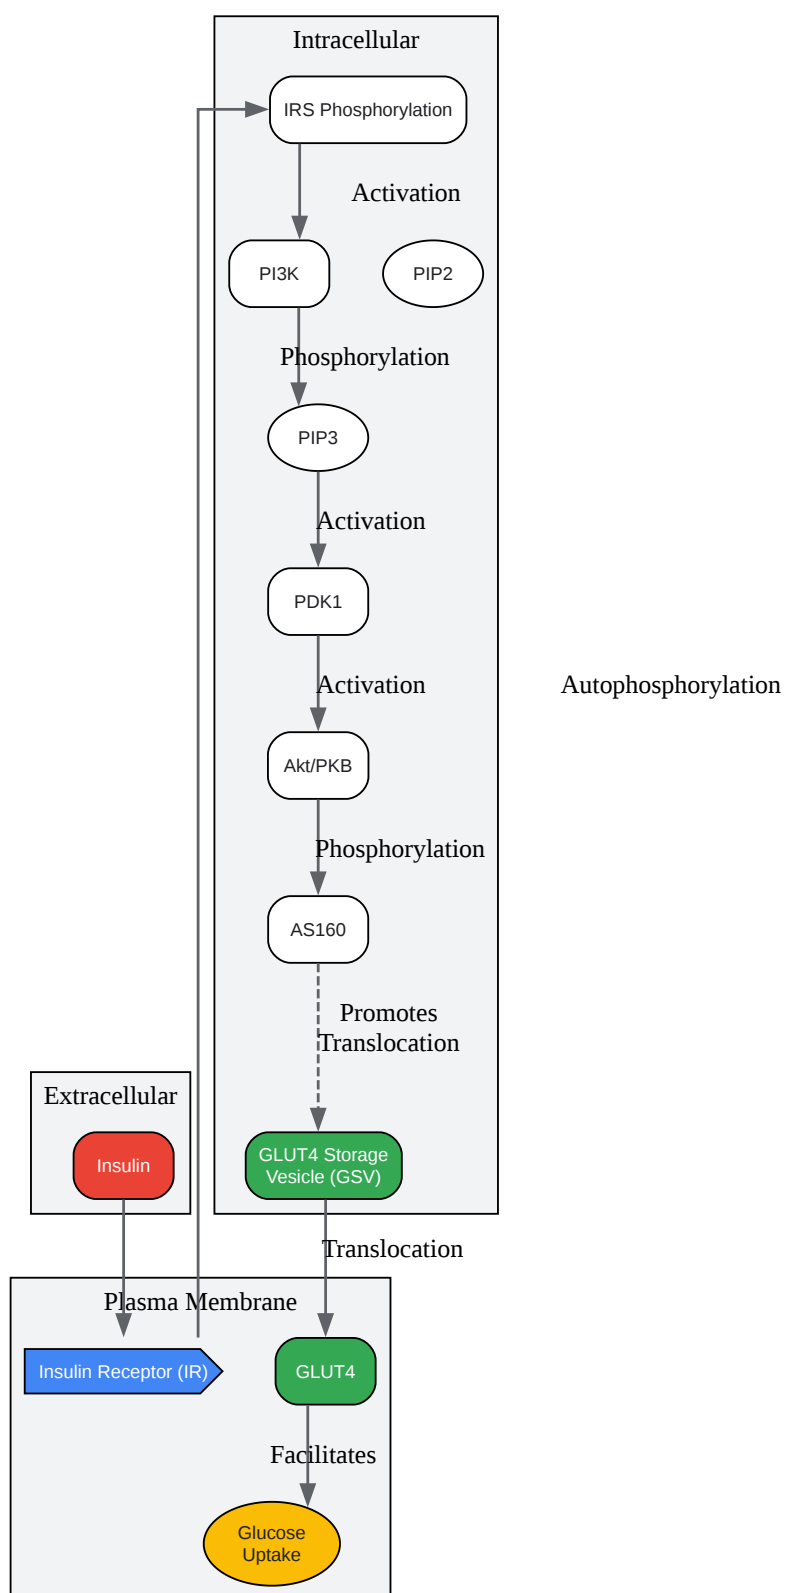 Intracellular
IRS Phosphorylation
Activation
PI3K
PIP2
Phosphorylation
PIP3
Activation
PDK1
Activation
Autophosphorylation
Akt/PKB
Phosphorylation
AS160
Promotes
Translocation
Extracellular
Insulin
GLUT4 Storage
Vesicle (GSV)
Translocation
Plasma Membrane
Insulin Receptor (IR)
GLUT4
Facilitates
Glucose
Uptake